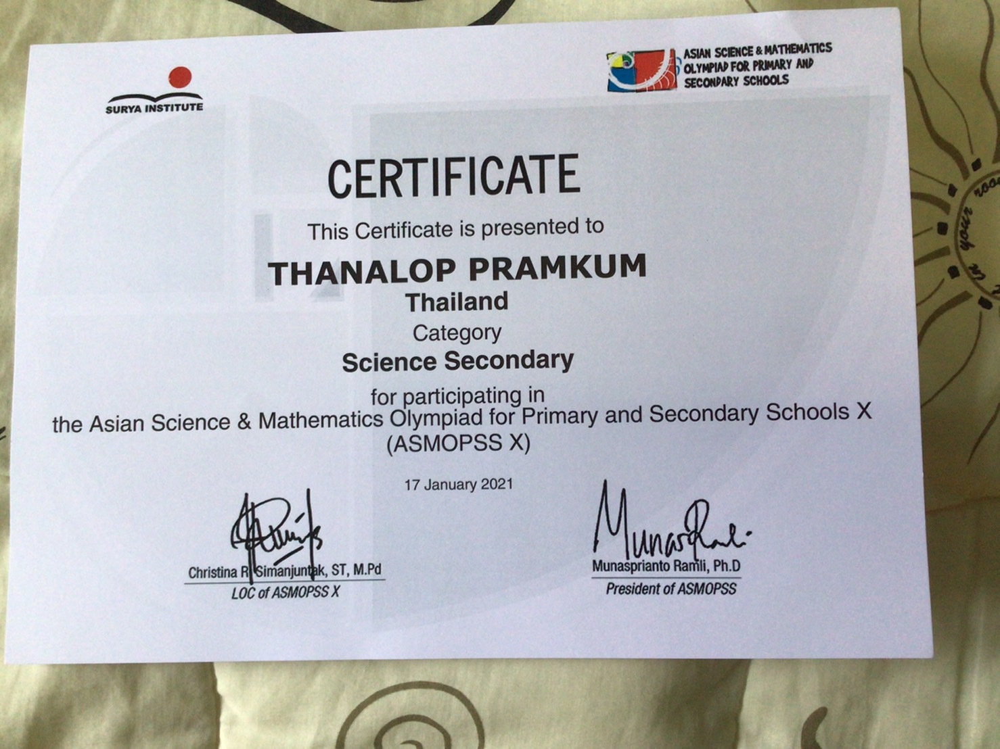 SURYA INSTITUTE
ASIAN SCIENCE & MATHEMATICS
OLYMPIAD FOR PRIMARY AND
SECONDARY SCHOOLS
CERTIFICATE
This Certificate is presented to
THANALOP PRAMKUM
Thailand
Category
Science Secondary
for participating in
the Asian Science & Mathematics Olympiad for Primary and Secondary Schools X
(ASMOPSS X)
17 January 2021
Christina R Simanjuntak, ST, M.Pd
LOC of ASMOPSS X
Munasprianto Ramli, Ph.D
President of ASMOPSS
your